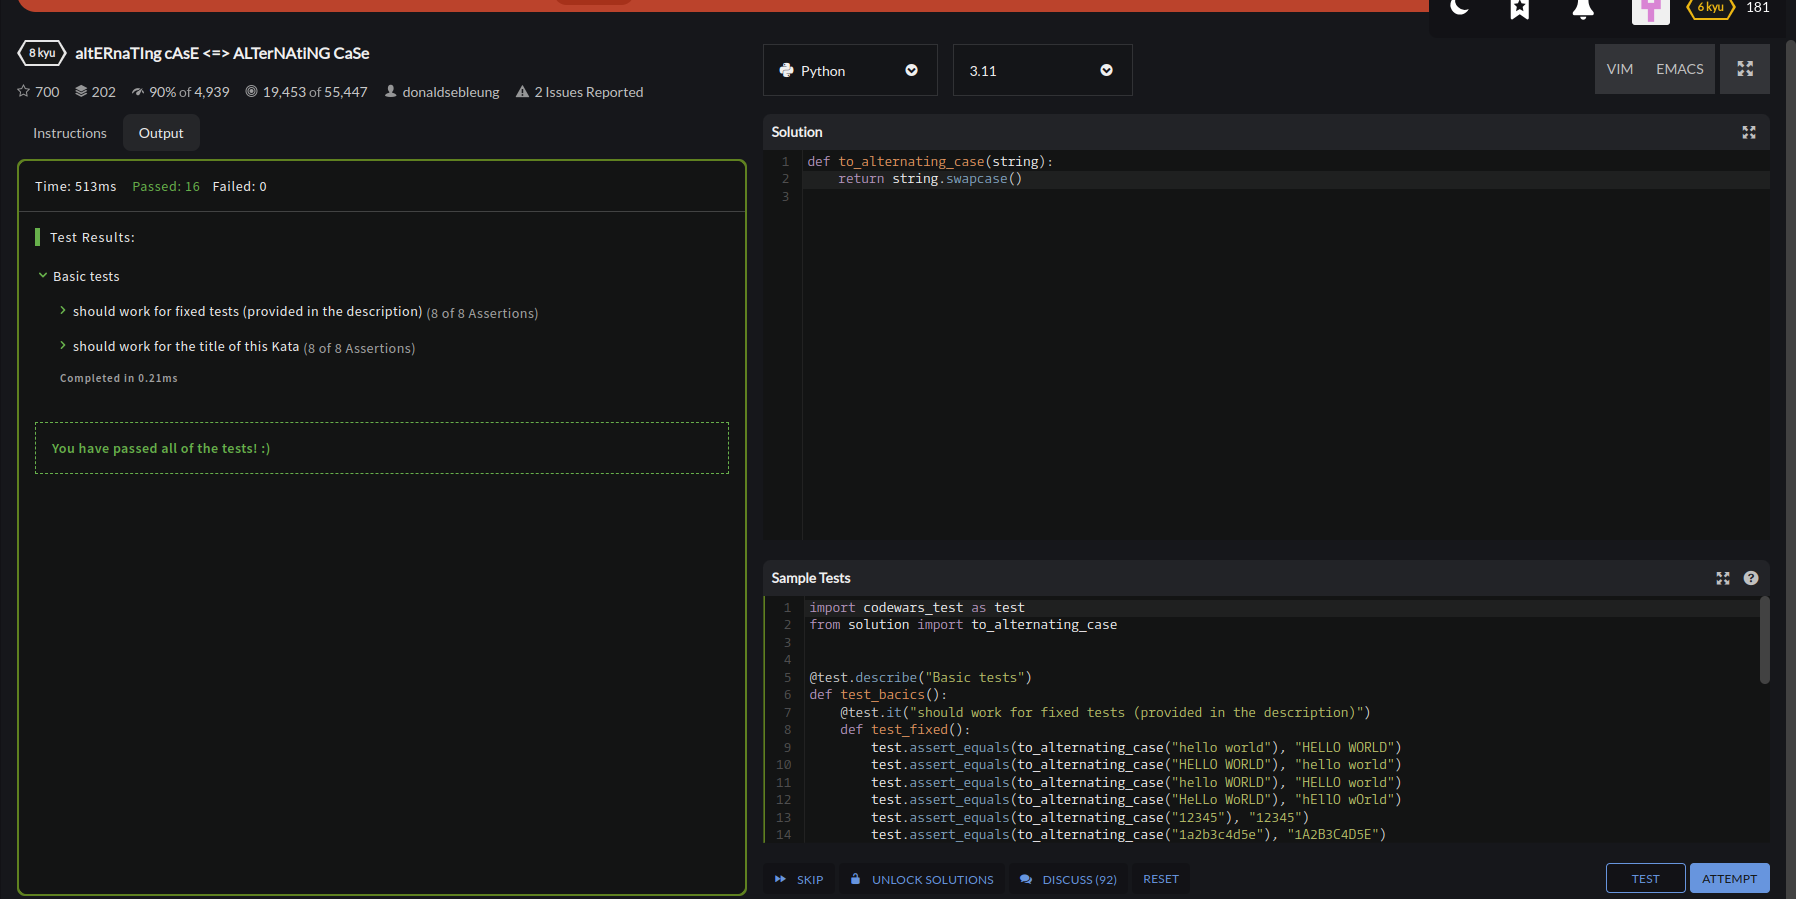 6 kyu 181
8 kyu altERnaTIng cAsE <=> ALTerNAtiNG CaSe
700 202 90% of 4,939 19,453 of 55,447 donaldsebleung 2 Issues Reported
Instructions Output
Time: 513ms Passed: 16 Failed: 0
Test Results:
Basic tests
should work for fixed tests (provided in the description) (8 of 8 Assertions)
should work for the title of this Kata (8 of 8 Assertions)
Completed in 0.21ms
You have passed all of the tests! :)
Python 3.11 VIM EMACS
Solution
1 def to_alternating_case(string):
2 return string.swapcase()
3
Sample Tests
1 import codewars_test as test
2 from solution import to_alternating_case
3
4
5 @test.describe("Basic tests")
6 def test_bacics():
7 @test.it("should work for fixed tests (provided in the description)")
8 def test_fixed():
9 test.assert_equals(to_alternating_case("hello world"), "HELLO WORLD")
10 test.assert_equals(to_alternating_case("HELLO WORLD"), "hello world")
11 test.assert_equals(to_alternating_case("hello WORLD"), "HELLO world")
12 test.assert_equals(to_alternating_case("HeLLo WoRLD"), "hEllO wOrld")
13 test.assert_equals(to_alternating_case("12345"), "12345")
14 test.assert_equals(to_alternating_case("1a2b3c4d5e"), "1A2B3C4D5E")
SKIP UNLOCK SOLUTIONS DISCUSS (92) RESET TEST ATTEMPT